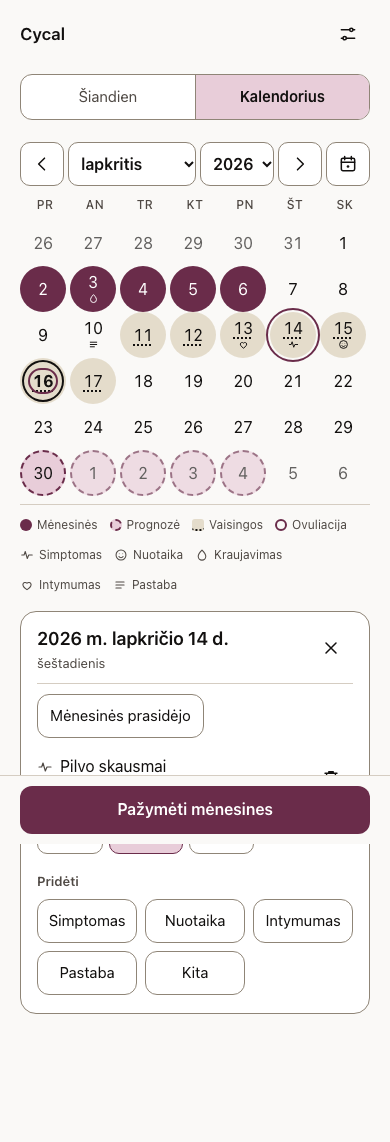 Cycal
Šiandien Kalendorius
lapkritis 2026
PR AN TR KT PN ŠT SK
26 27 28 29 30 31 1
2 3 4 5 6 7 8
9 10 11 12 13 14 15
16 17 18 19 20 21 22
23 24 25 26 27 28 29
30 1 2 3 4 5 6
Mėnesinės Prognozė Vaisingos Ovuliacija
Simptomas Nuotaika Kraujavimas
Intymumas Pastaba
2026 m. lapkričio 14 d.
šeštadienis
Mėnesinės prasidėjo
Pilvo skausmai
Pažymėti mėnesines
Pridėti
Simptomas Nuotaika Intymumas
Pastaba Kita